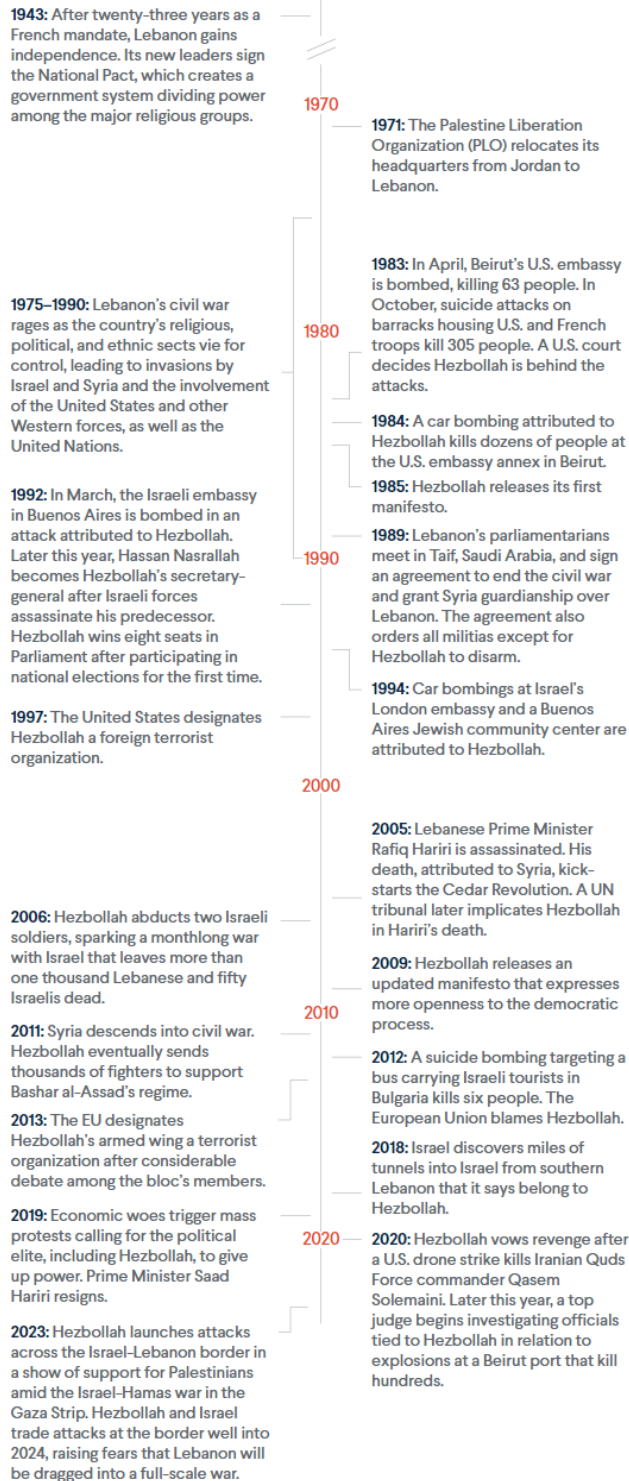 1943: After twenty-three years as a
French mandate, Lebanon gains
independence. Its new leaders sign
the National Pact, which creates a
government system dividing power
among the major religious groups.
1970
1971: The Palestine Liberation
Organization (PLO) relocates its
headquarters from Jordan to
Lebanon.
1975–1990: Lebanon's civil war
rages as the country's religious,
political, and ethnic sects vie for
control, leading to invasions by
Israel and Syria and the involvement
of the United States and other
Western forces, as well as the
United Nations.
1980
1983: In April, Beirut's U.S. embassy
is bombed, killing 63 people. In
October, suicide attacks on
barracks housing U.S. and French
troops kill 305 people. A U.S. court
decides Hezbollah is behind the
attacks.
1984: A car bombing attributed to
Hezbollah kills dozens of people at
the U.S. embassy annex in Beirut.
1985: Hezbollah releases its first
manifesto.
1989: Lebanon's parliamentarians
meet in Taif, Saudi Arabia, and sign
an agreement to end the civil war
and grant Syria guardianship over
Lebanon. The agreement also
orders all militias except for
Hezbollah to disarm.
1990
1992: In March, the Israeli embassy
in Buenos Aires is bombed in an
attack attributed to Hezbollah.
Later this year, Hassan Nasrallah
becomes Hezbollah's secretary-
general after Israeli forces
assassinate his predecessor.
Hezbollah wins eight seats in
Parliament after participating in
national elections for the first time.
1994: Car bombings at Israel's
London embassy and a Buenos
Aires Jewish community center are
attributed to Hezbollah.
1997: The United States designates
Hezbollah a foreign terrorist
organization.
2000
2005: Lebanese Prime Minister
Rafiq Hariri is assassinated. His
death, attributed to Syria, kick-
starts the Cedar Revolution. A UN
tribunal later implicates Hezbollah
in Hariri's death.
2006: Hezbollah abducts two Israeli
soldiers, sparking a monthlong war
with Israel that leaves more than
one thousand Lebanese and fifty
Israelis dead.
2009: Hezbollah releases an
updated manifesto that expresses
more openness to the democratic
process.
2010
2011: Syria descends into civil war.
Hezbollah eventually sends
thousands of fighters to support
Bashar al-Assad's regime.
2012: A suicide bombing targeting a
bus carrying Israeli tourists in
Bulgaria kills six people. The
European Union blames Hezbollah.
2013: The EU designates
Hezbollah's armed wing a terrorist
organization after considerable
debate among the bloc's members.
2018: Israel discovers miles of
tunnels into Israel from southern
Lebanon that it says belong to
Hezbollah.
2019: Economic woes trigger mass
protests calling for the political
elite, including Hezbollah, to give
up power. Prime Minister Saad
Hariri resigns.
2020
2020: Hezbollah vows revenge after
a U.S. drone strike kills Iranian Quds
Force commander Qasem
Solemaini. Later this year, a top
judge begins investigating officials
tied to Hezbollah in relation to
explosions at a Beirut port that kill
hundreds.
2023: Hezbollah launches attacks
across the Israel-Lebanon border in
a show of support for Palestinians
amid the Israel-Hamas war in the
Gaza Strip. Hezbollah and Israel
trade attacks at the border well into
2024, raising fears that Lebanon will
be dragged into a full-scale war.